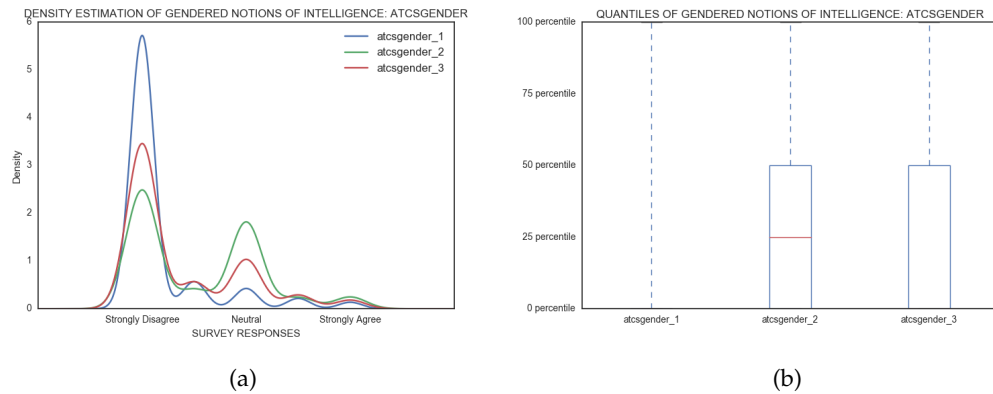 DENSITY ESTIMATION OF GENDERED NOTIONS OF INTELLIGENCE: ATCSGENDER
6
5
4
3
2
1
0
Density
atcsgender_1
atcsgender_2
atcsgender_3
Strongly Disagree Neutral Strongly Agree
SURVEY RESPONSES
(a)
QUANTILES OF GENDERED NOTIONS OF INTELLIGENCE: ATCSGENDER
100 percentile
75 percentile
50 percentile
25 percentile
0 percentile
atcsgender_1 atcsgender_2 atcsgender_3
(b)